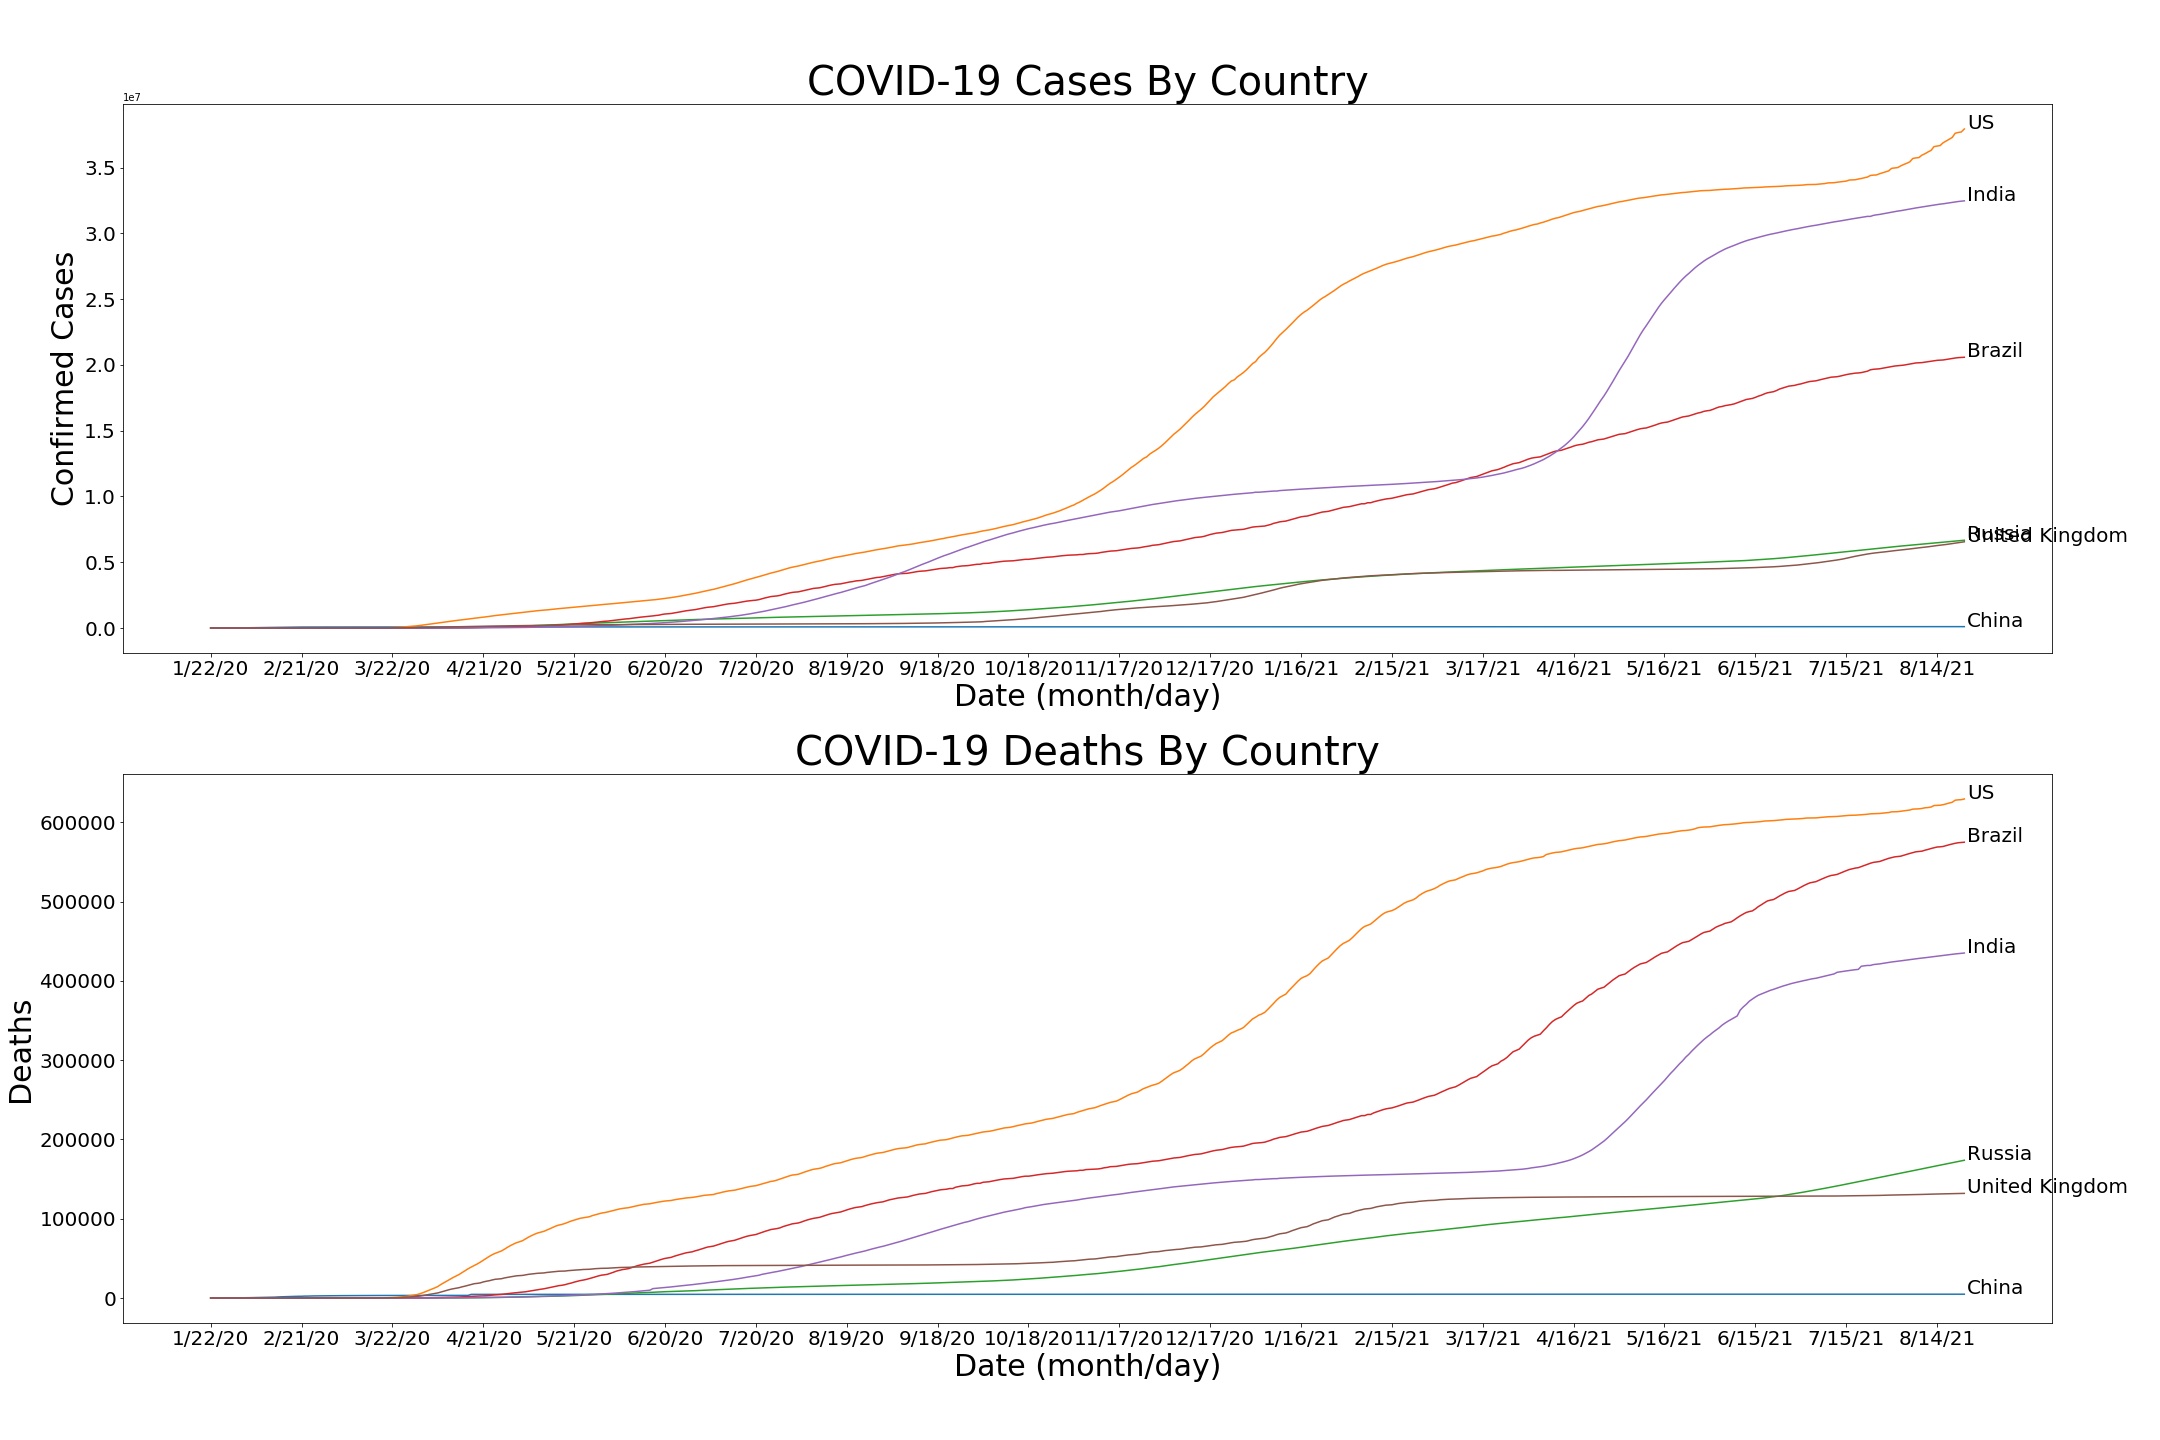 COVID-19 Cases By Country
1e7
Confirmed Cases
3.5
3.0
2.5
2.0
1.5
1.0
0.5
0.0
US
India
Brazil
Russia
United Kingdom
China
1/22/20 2/21/20 3/22/20 4/21/20 5/21/20 6/20/20 7/20/20 8/19/20 9/18/20 10/18/20 11/17/20 12/17/20 1/16/21 2/15/21 3/17/21 4/16/21 5/16/21 6/15/21 7/15/21 8/14/21
Date (month/day)
COVID-19 Deaths By Country
Deaths
600000
500000
400000
300000
200000
100000
0
US
Brazil
India
Russia
United Kingdom
China
1/22/20 2/21/20 3/22/20 4/21/20 5/21/20 6/20/20 7/20/20 8/19/20 9/18/20 10/18/20 11/17/20 12/17/20 1/16/21 2/15/21 3/17/21 4/16/21 5/16/21 6/15/21 7/15/21 8/14/21
Date (month/day)